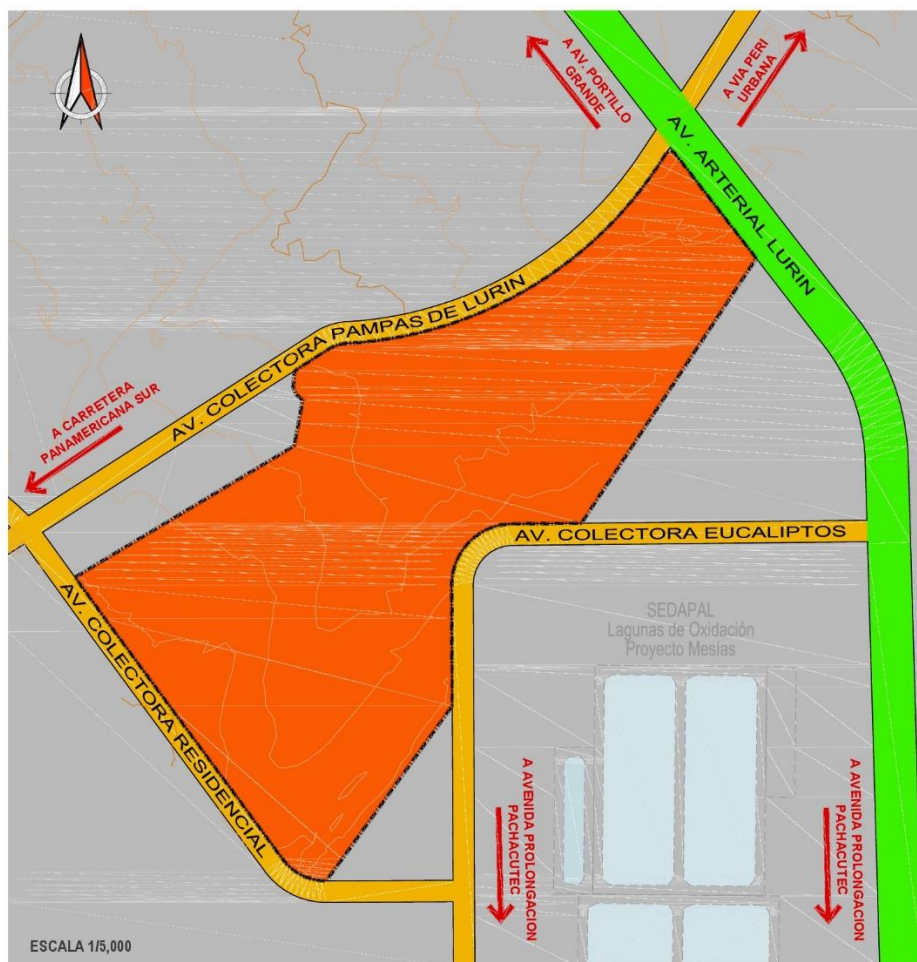 A AV. PORTILLO
GRANDE
A VIA PERI
URBANA
AV. ARTERIAL LURIN
AV. COLECTORA PAMPAS DE LURIN
A CARRETERA
PANAMERICANA SUR
AV. COLECTORA EUCALIPTOS
AV. COLECTORA RESIDENCIAL
SEDAPAL
Lagunas de Oxidación
Proyecto Mesías
A AVENIDA PROLONGACION
PACHACUTEC
A AVENIDA PROLONGACION
PACHACUTEC
ESCALA 1/5,000